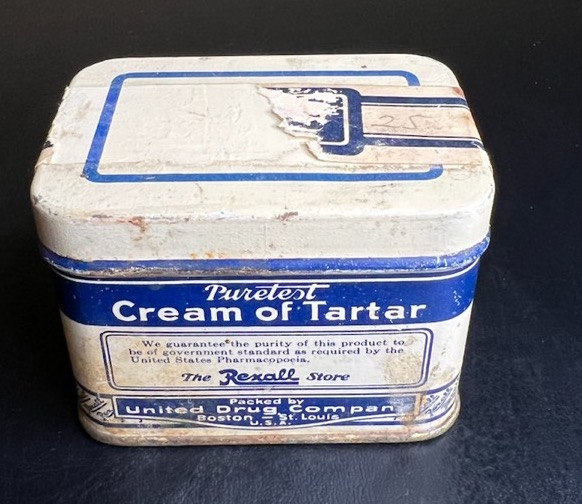 25¢
Puretest
Cream of Tartar
We guarantee the purity of this product to
be of government standard as required by the
United States Pharmacopoeia.
The Rexall Store
Packed by
United Drug Compan
Boston - St. Louis
U.S.A.